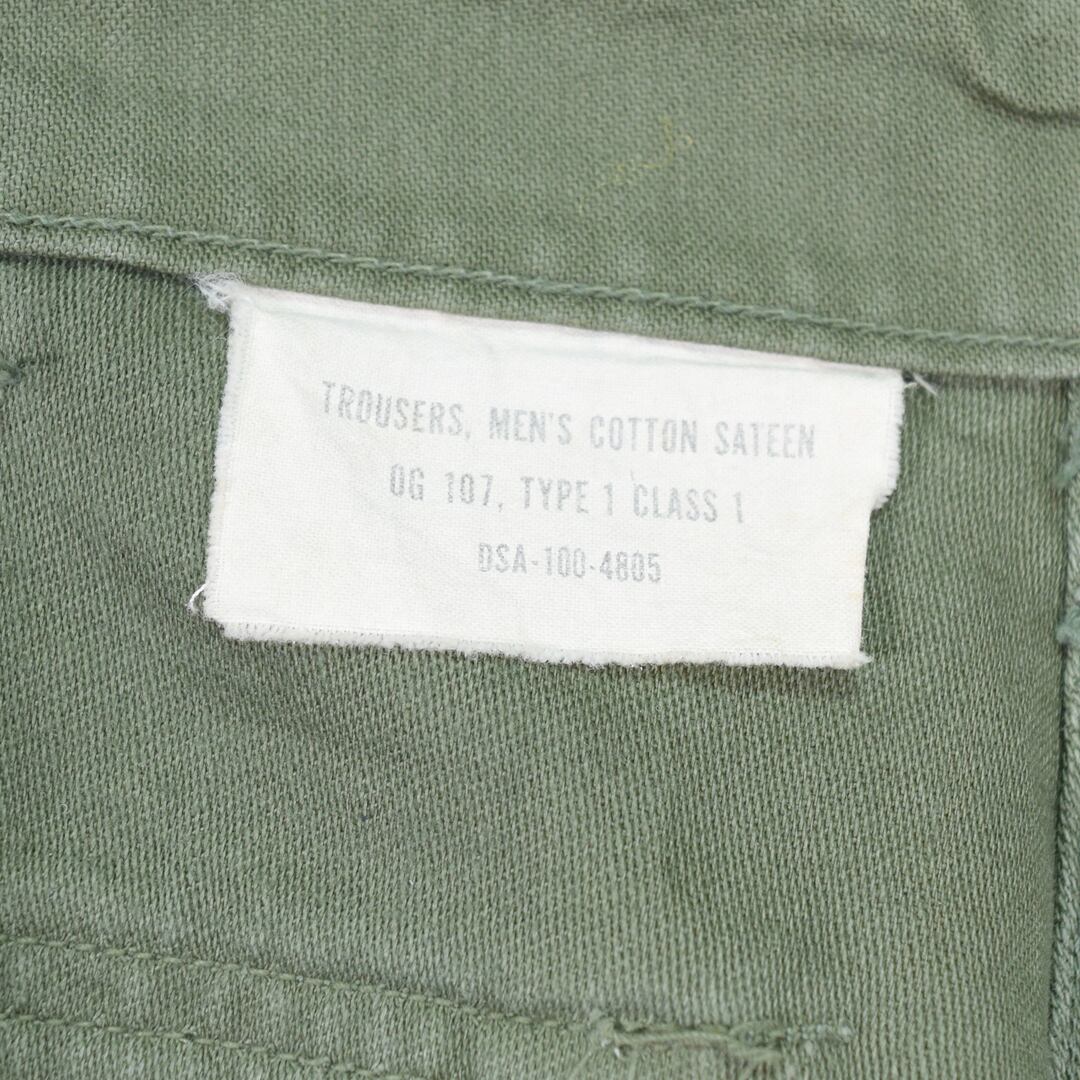 TROUSERS, MEN'S COTTON SATEEN
OG 107, TYPE 1 CLASS 1
DSA-100-4805